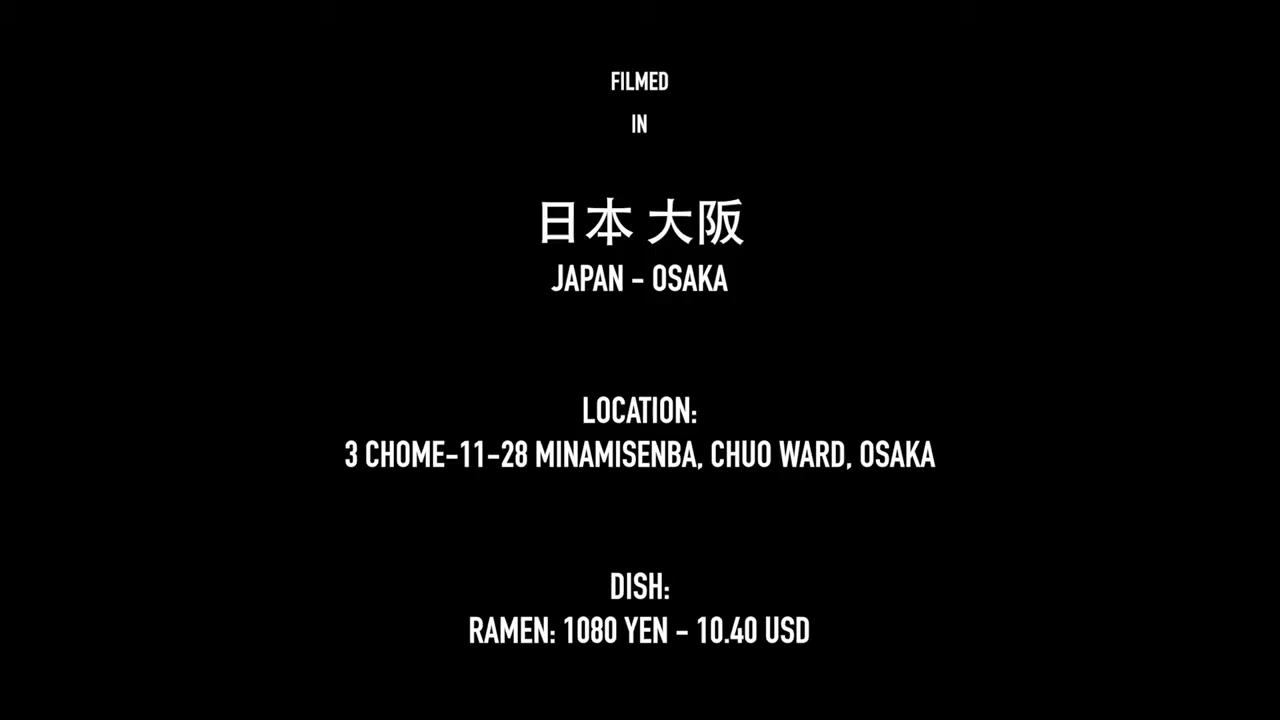 FILMED
IN
日本 大阪
JAPAN - OSAKA
LOCATION:
3 CHOME-11-28 MINAMISENBA, CHUO WARD, OSAKA
DISH:
RAMEN: 1080 YEN - 10.40 USD